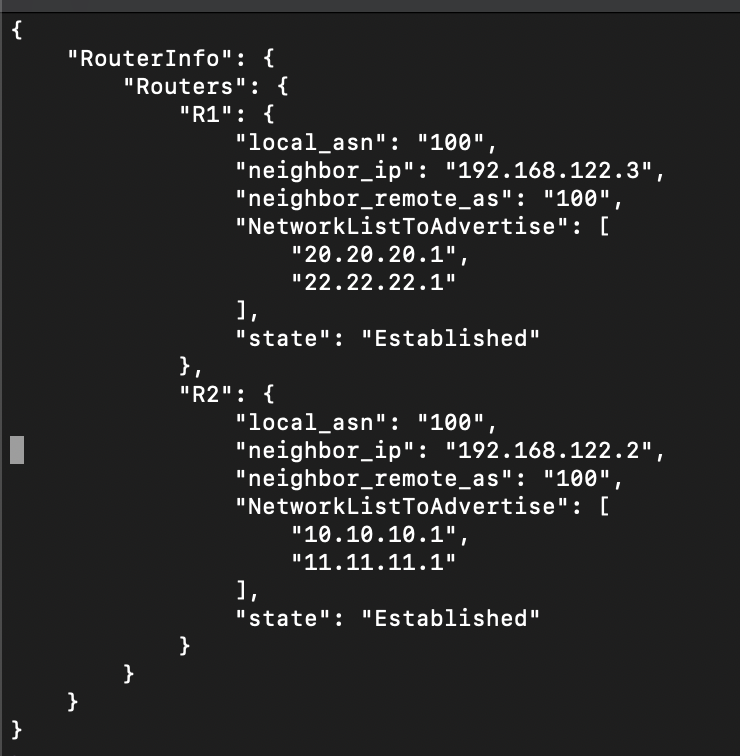 {
    "RouterInfo": {
        "Routers": {
            "R1": {
                "local_asn": "100",
                "neighbor_ip": "192.168.122.3",
                "neighbor_remote_as": "100",
                "NetworkListToAdvertise": [
                    "20.20.20.1",
                    "22.22.22.1"
                ],
                "state": "Established"
            },
            "R2": {
                "local_asn": "100",
                "neighbor_ip": "192.168.122.2",
                "neighbor_remote_as": "100",
                "NetworkListToAdvertise": [
                    "10.10.10.1",
                    "11.11.11.1"
                ],
                "state": "Established"
            }
        }
    }
}